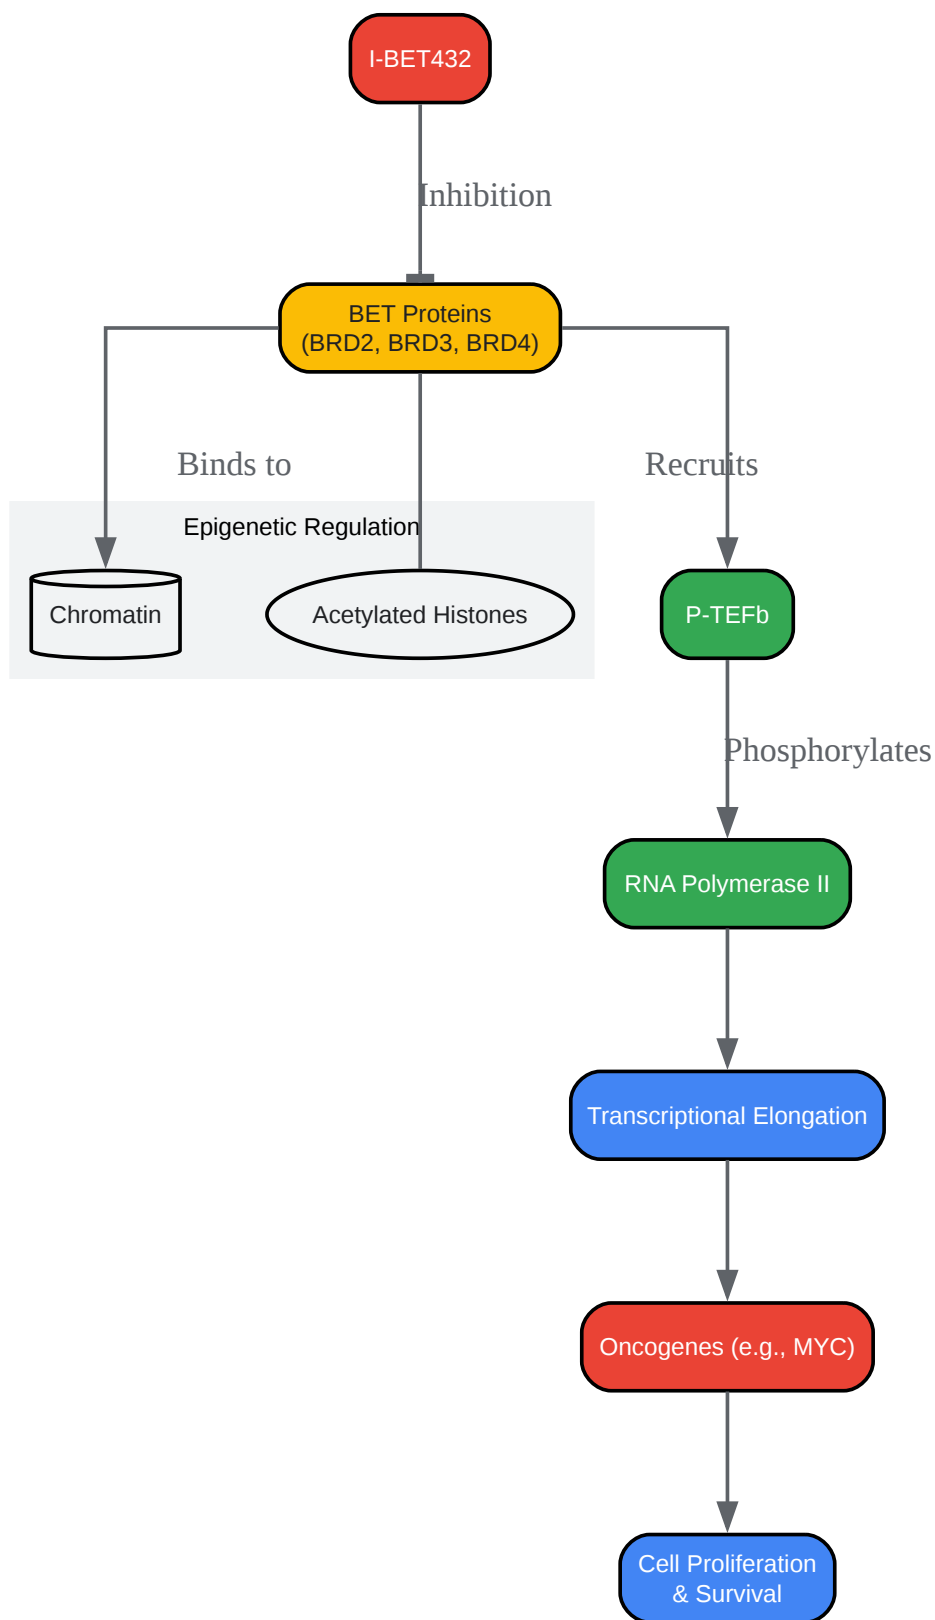 I-BET432
Inhibition
BET Proteins
(BRD2, BRD3, BRD4)
Binds to
Recruits
Epigenetic Regulation
Chromatin
Acetylated Histones
P-TEFb
Phosphorylates
RNA Polymerase II
Transcriptional Elongation
Oncogenes (e.g., MYC)
Cell Proliferation
& Survival